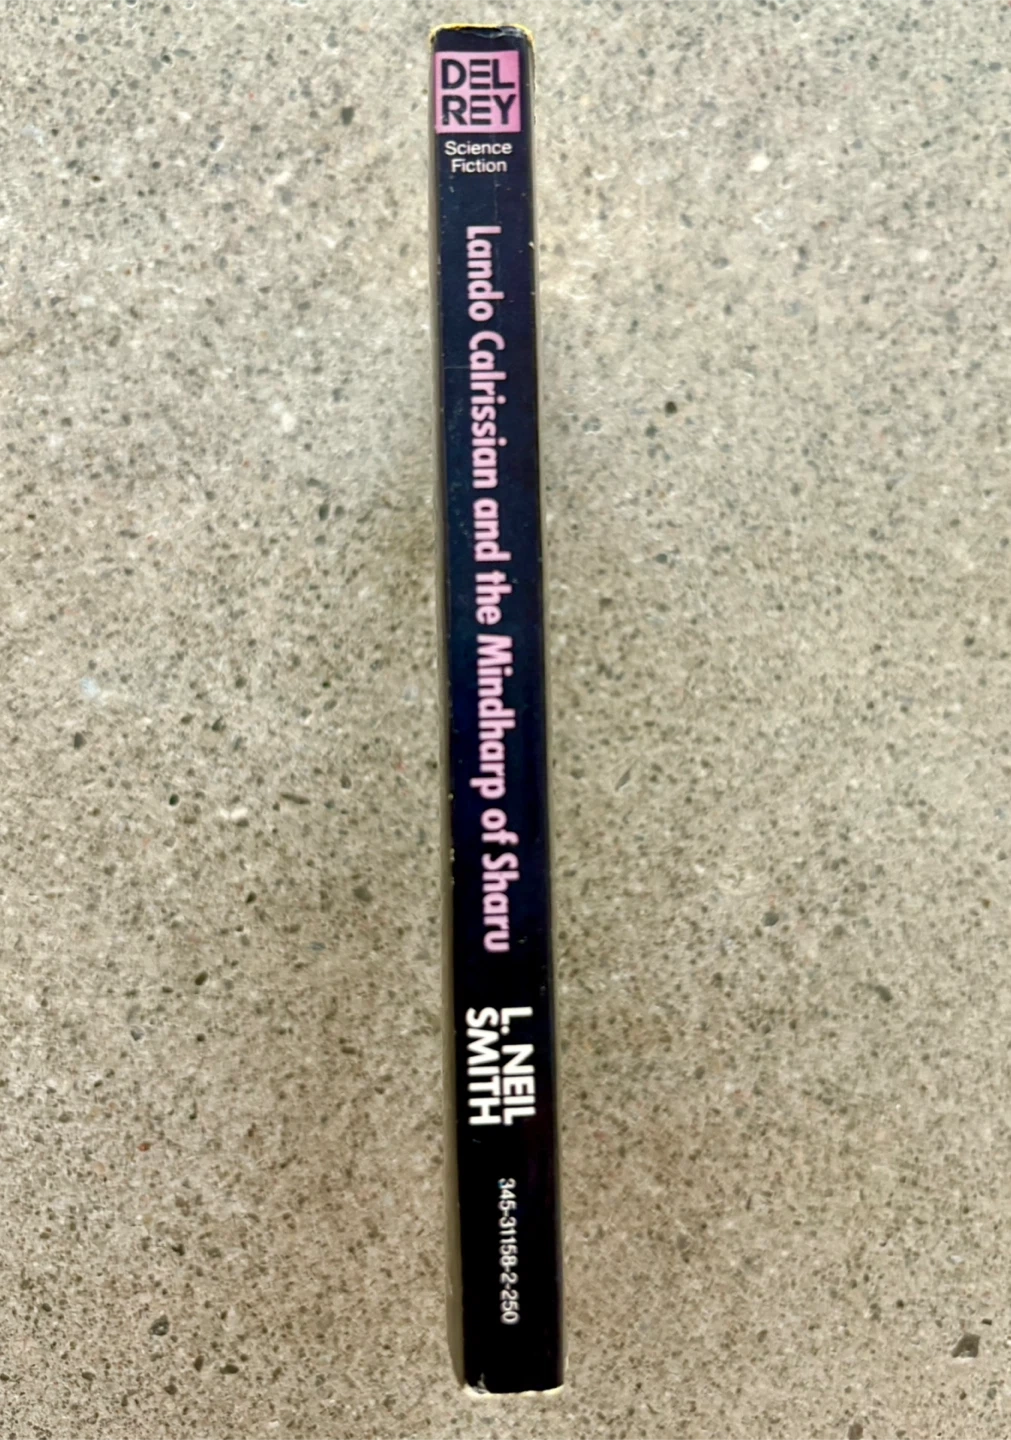 DEL
REY
Science
Fiction
Lando Calrissian and the Mindharp of Sharu
L. NEIL
SMITH
345-31158-2-250